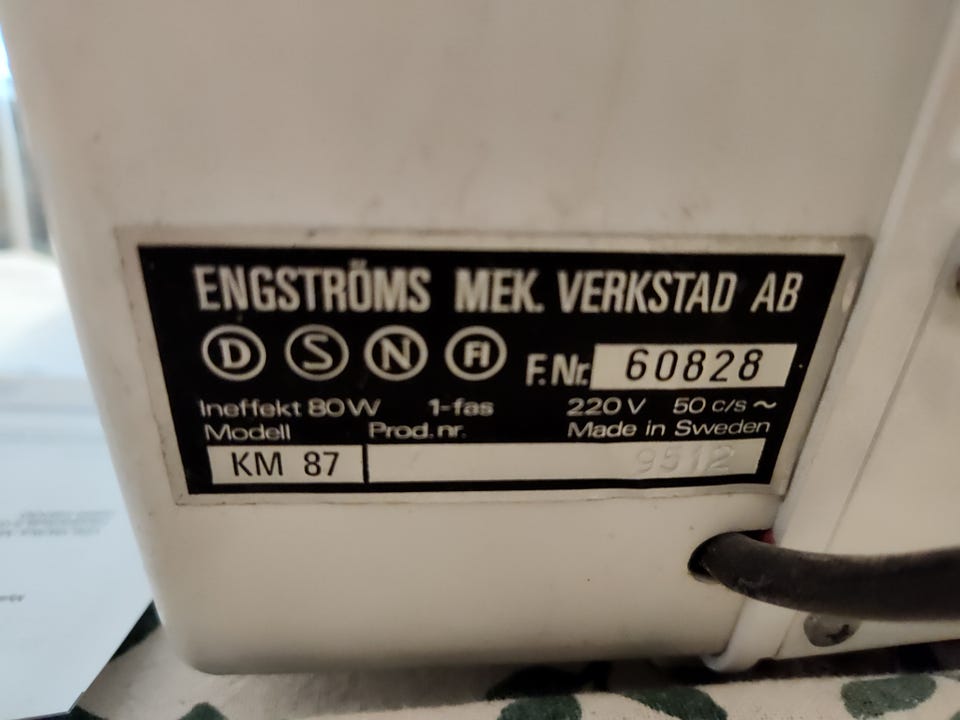 ENGSTRÖMS MEK. VERKSTAD AB
D S N FI F.Nr. 60828
Ineffekt 80W 1-fas 220 V 50 c/s ~
Modell Prod.nr. Made in Sweden
KM 87 9512